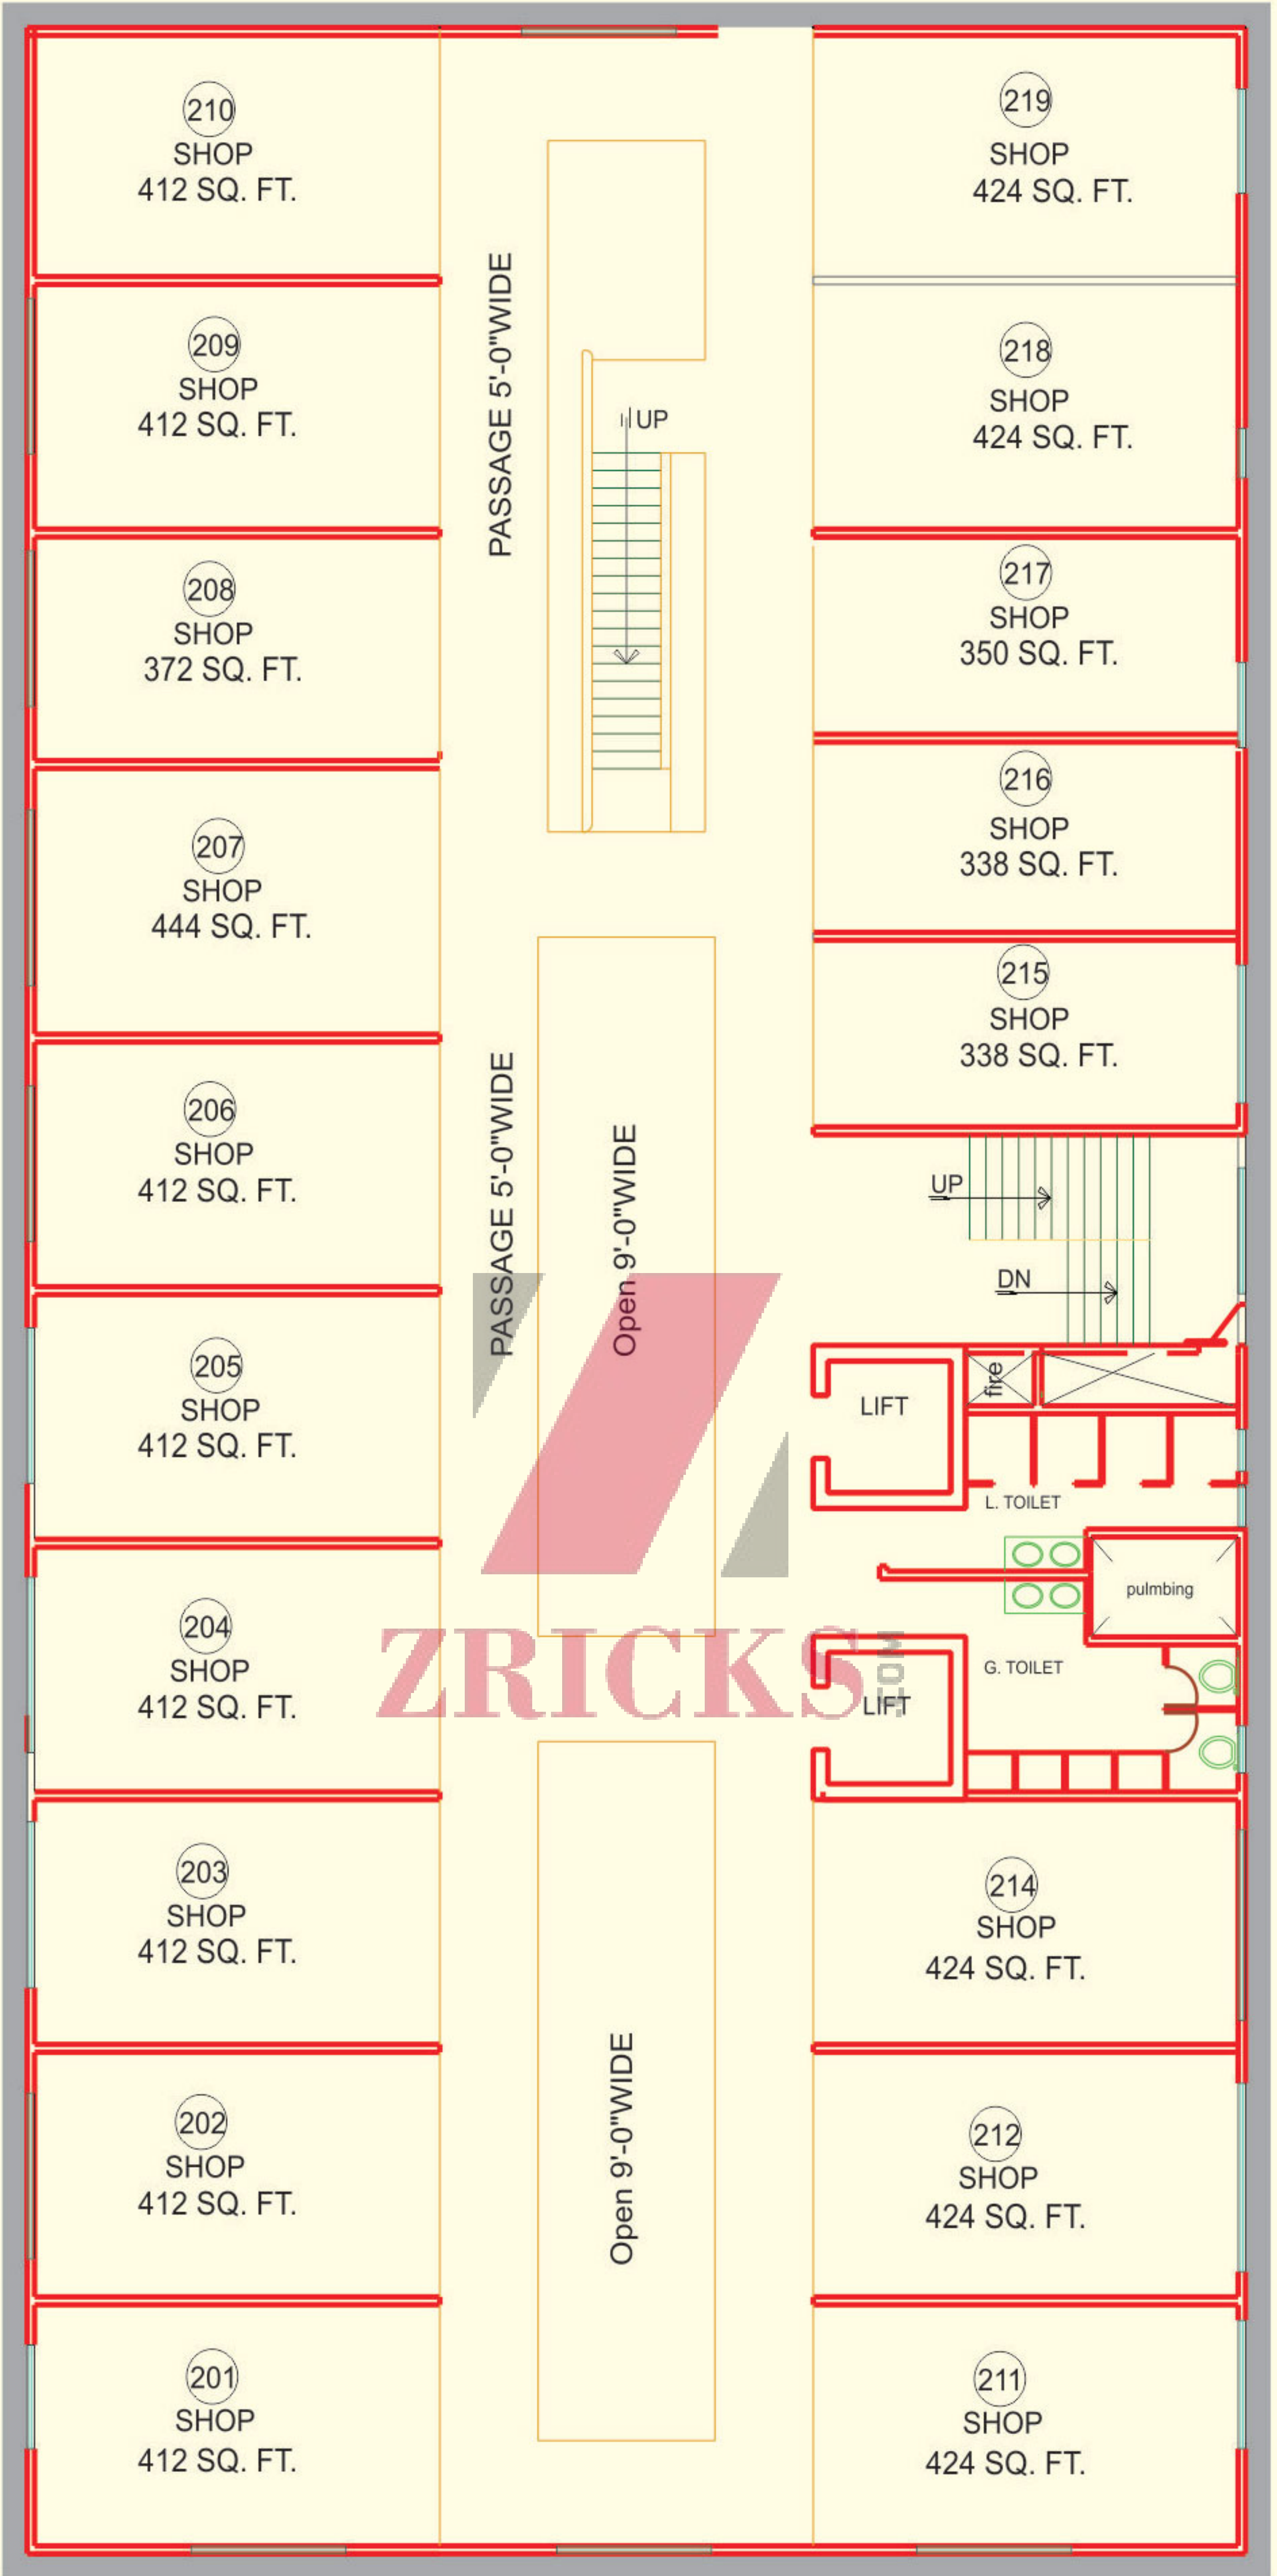 210
SHOP
412 SQ. FT.
219
SHOP
424 SQ. FT.
209
SHOP
412 SQ. FT.
PASSAGE 5'-0"WIDE
UP
218
SHOP
424 SQ. FT.
208
SHOP
372 SQ. FT.
217
SHOP
350 SQ. FT.
207
SHOP
444 SQ. FT.
216
SHOP
338 SQ. FT.
215
SHOP
338 SQ. FT.
206
SHOP
412 SQ. FT.
PASSAGE 5'-0"WIDE
Open 9'-0"WIDE
UP
DN
205
SHOP
412 SQ. FT.
LIFT
fire
L. TOILET
pulmbing
204
SHOP
412 SQ. FT.
ZRICKS
.COM
LIFT
G. TOILET
203
SHOP
412 SQ. FT.
214
SHOP
424 SQ. FT.
202
SHOP
412 SQ. FT.
Open 9'-0"WIDE
212
SHOP
424 SQ. FT.
201
SHOP
412 SQ. FT.
211
SHOP
424 SQ. FT.